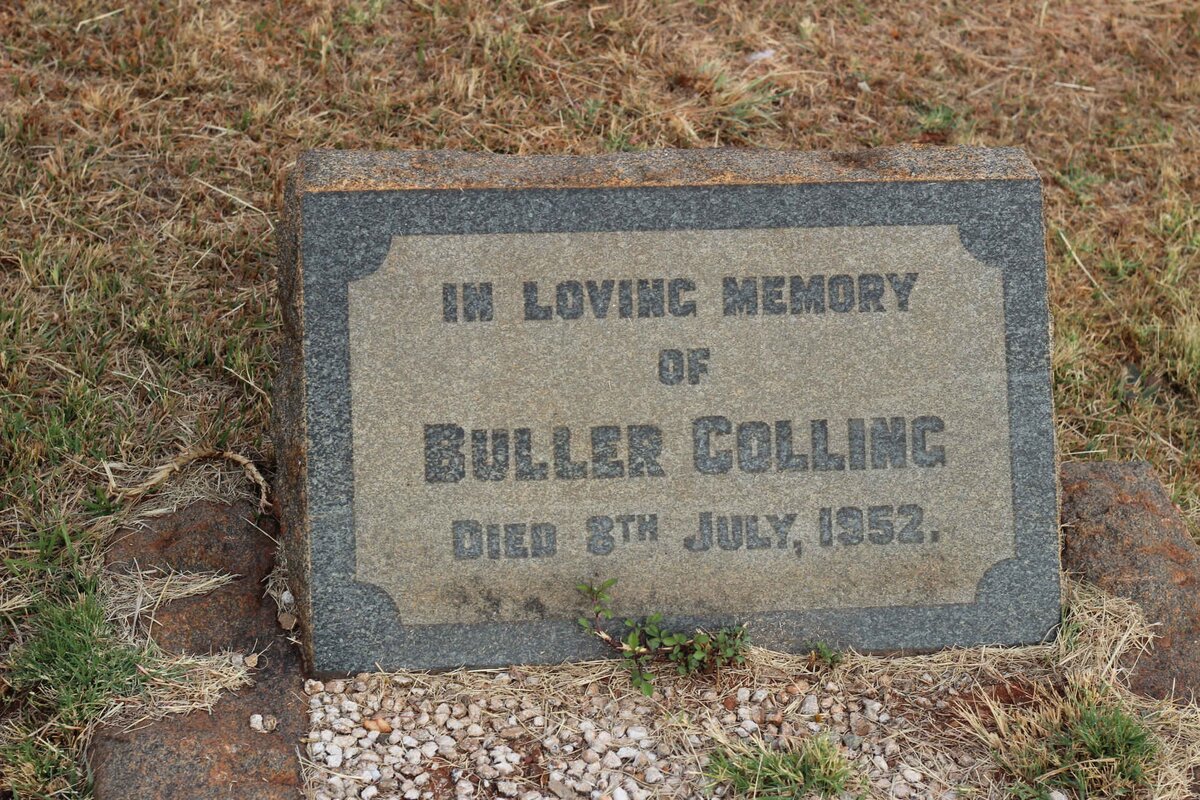 IN LOVING MEMORY
OF
BULLER COLLING
DIED 8TH JULY, 1952.